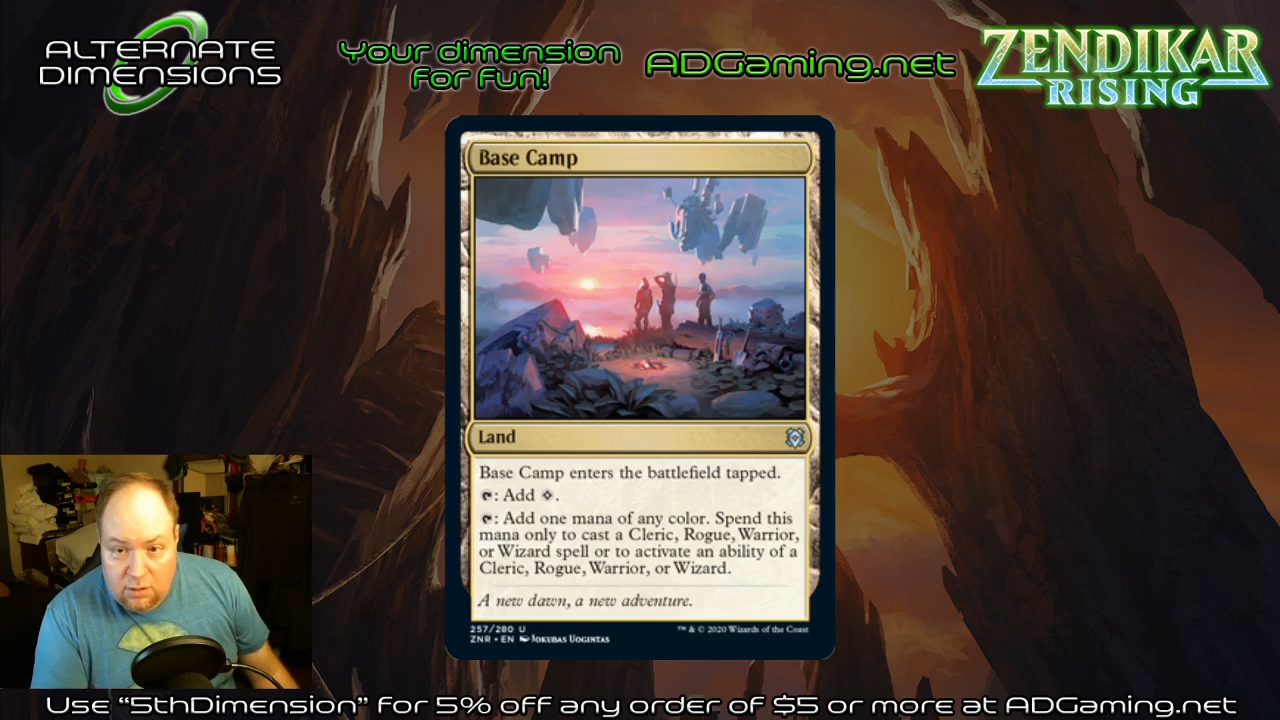 ALTERNATE
DIMENSIONS
Your dimension
for fun!
ADGaming.net
ZENDIKAR
RISING
Base Camp
Land
Base Camp enters the battlefield tapped.
: Add .
: Add one mana of any color. Spend this
mana only to cast a Cleric, Rogue, Warrior,
or Wizard spell or to activate an ability of a
Cleric, Rogue, Warrior, or Wizard.
A new dawn, a new adventure.
257/280 U
ZNR • EN JOKUBAS UOGINTAS
™ & © 2020 Wizards of the Coast
Use "5thDimension" for 5% off any order of $5 or more at ADGaming.net